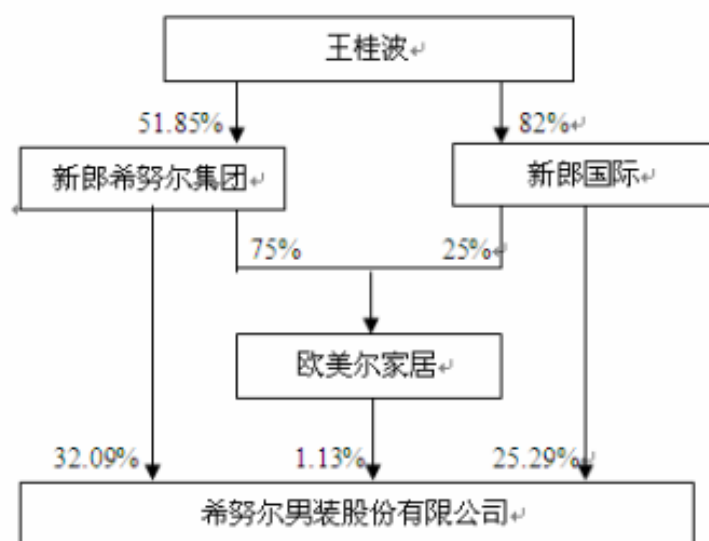 王桂波↵
51.85% 82%↵
新郎希努尔集团↵ 新郎国际↵
↵
75% 25%↵
欧美尔家居↵
32.09% 1.13% 25.29%↵
希努尔男装股份有限公司↵